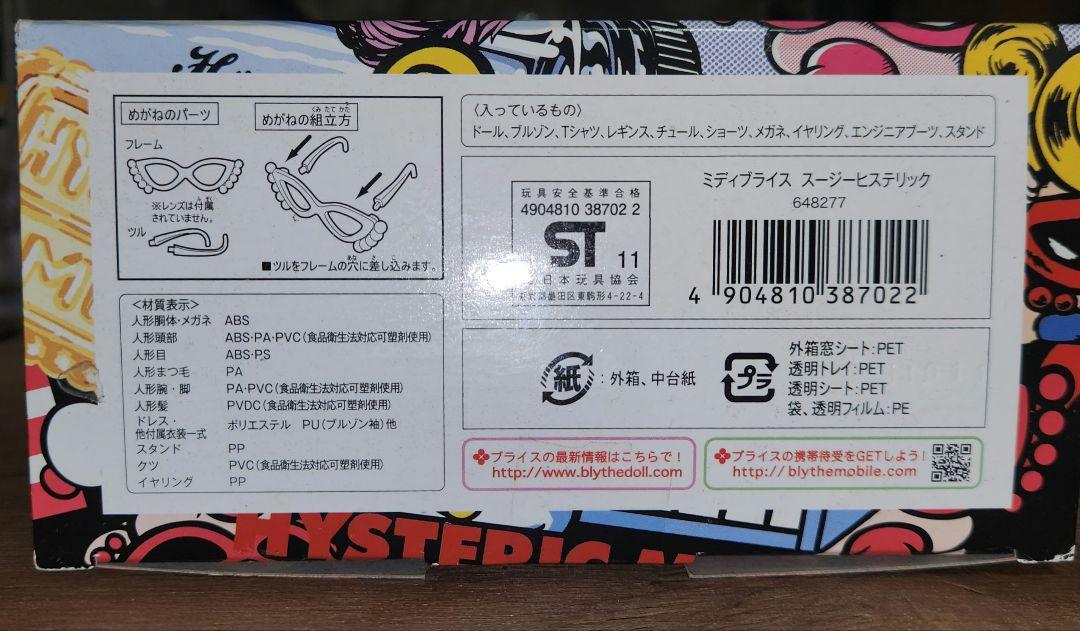 めがねのパーツ
めがねの組立方
くみ たて かた
フレーム
※レンズは付属
されていません。
ツル
■ツルをフレームの穴に差し込みます。
<材質表示>
人形胴体・メガネ ABS
人形頭部 ABS・PA・PVC(食品衛生法対応可塑剤使用)
人形目 ABS・PS
人形まつ毛 PA
人形腕・脚 PA・PVC(食品衛生法対応可塑剤使用)
人形髪 PVDC(食品衛生法対応可塑剤使用)
ドレス・
他付属衣装一式 ポリエステル PU(ブルゾン袖)他
スタンド PP
クツ PVC(食品衛生法対応可塑剤使用)
イヤリング PP
〈入っているもの〉
ドール、ブルゾン、Tシャツ、レギンス、チュール、ショーツ、メガネ、イヤリング、エンジニアブーツ、スタンド
玩具安全基準合格
4904810 38702 2
ST 11
日本玩具協会
墨田区東駒形4-22-4
ミディブライス スージーヒステリック
648277
4 904810 387022
紙:外箱、中台紙
プラ
外箱窓シート:PET
透明トレイ:PET
透明シート:PET
袋、透明フィルム:PE
ブライスの最新情報はこちらで!
http://www.blythedoll.com
ブライスの携帯待受をGETしよう!
http://blythemobile.com
HYSTERIC M